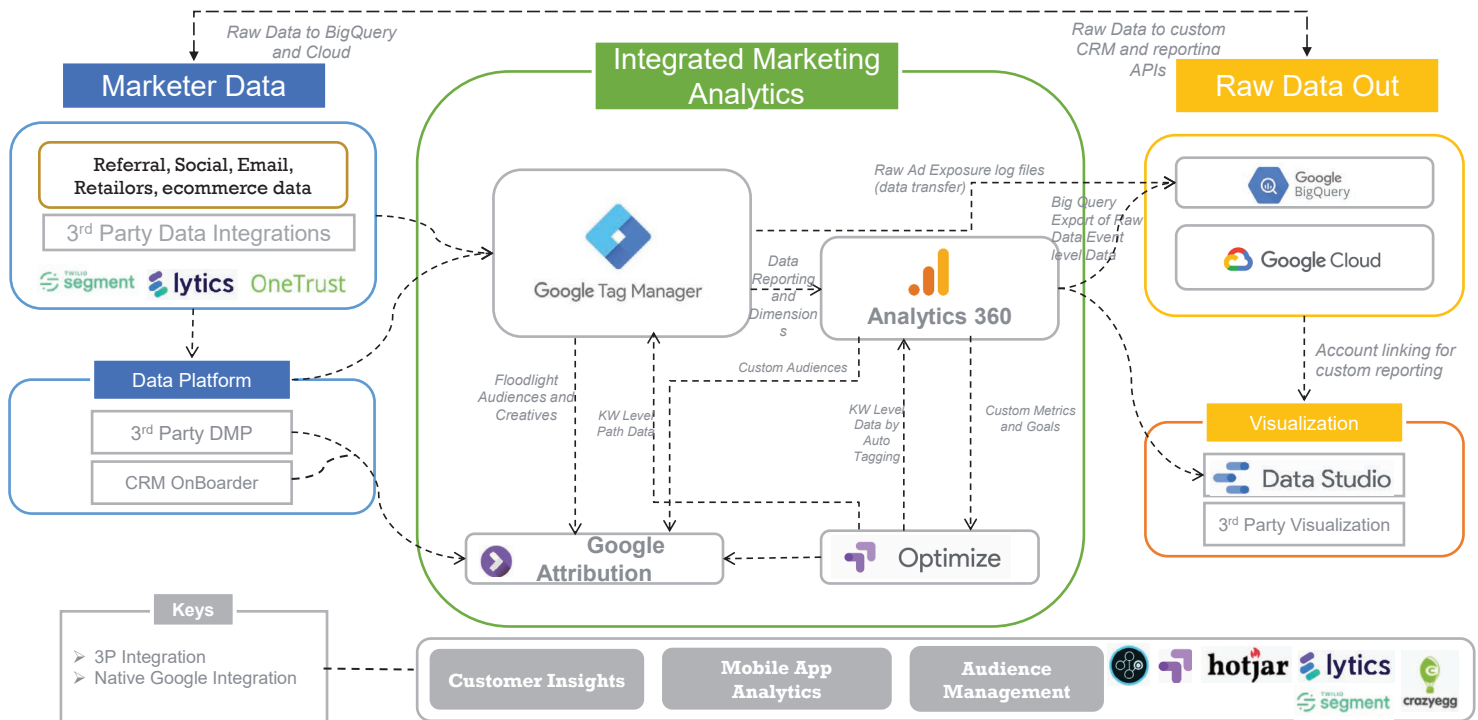 Raw Data to BigQuery
and Cloud
Raw Data to custom
CRM and reporting
APIs
Marketer Data
Integrated Marketing
Analytics
Raw Data Out
Referral, Social, Email,
Retailors, ecommerce data
3rd Party Data Integrations
TWILIO
segment
lytics
OneTrust
Data Platform
3rd Party DMP
CRM OnBoarder
Google Tag Manager
Data
Reporting
and
Dimension
s
Analytics 360
Raw Ad Exposure log files
(data transfer)
Big Query
Export of Raw
Data Event
level Data
Google
BigQuery
Google Cloud
Account linking for
custom reporting
Visualization
Data Studio
3rd Party Visualization
Floodlight
Audiences and
Creatives
KW Level
Path Data
Custom Audiences
KW Level
Data by
Auto
Tagging
Custom Metrics
and Goals
Google
Attribution
Optimize
Keys
➢ 3P Integration
➢ Native Google Integration
Customer Insights
Mobile App
Analytics
Audience
Management
hotjar
lytics
TWILIO
segment
crazyegg